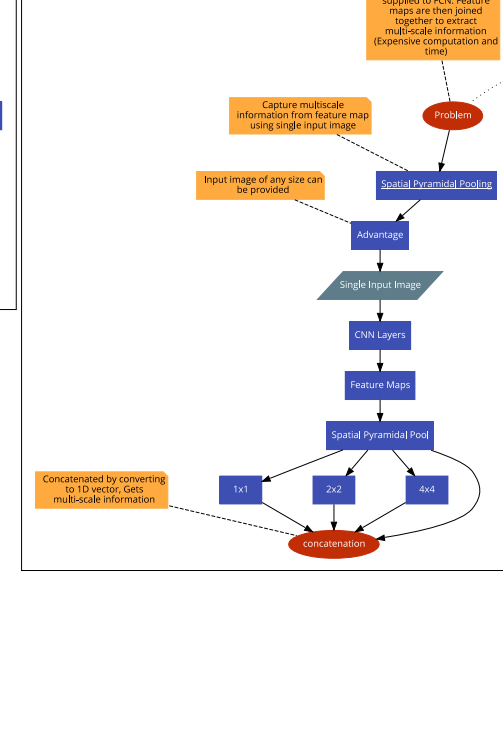 supplied to FCN. Feature
maps are then joined
together to extract
multi-scale information
(Expensive computation and
time)
Problem
Capture multiscale
information from feature map
using single input image
Spatial Pyramidal Pooling
Input image of any size can
be provided
Advantage
Single Input Image
CNN Layers
Feature Maps
Spatial Pyramidal Pool
Concatenated by converting
to 1D vector, Gets
multi-scale information
1x1
2x2
4x4
concatenation